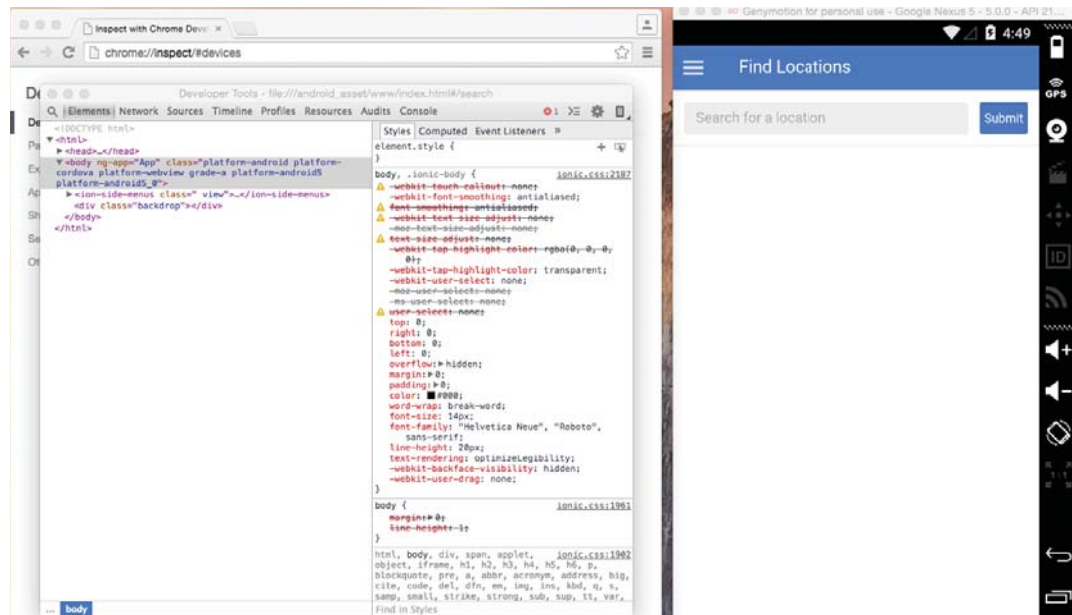 Inspect with Chrome Deve
chrome://inspect/#devices
De
De
Pa
Ex
Ap
Sh
Se
Ot
Developer Tools - file:///android_asset/www/index.html#/search
Elements Network Sources Timeline Profiles Resources Audits Console
1
<!DOCTYPE html>
<html>
<head>…</head>
<body ng-app="App" class="platform-android platform-
cordova platform-webview grade-a platform-android5
platform-android5_0">
<ion-side-menus class=" view">…</ion-side-menus>
<div class="backdrop"></div>
</body>
</html>
... body
Styles Computed Event Listeners »
element.style {
}
body, .ionic-body { ionic.css:2187
-webkit-touch-callout: none;
-webkit-font-smoothing: antialiased;
font-smoothing: antialiased;
-webkit-text-size-adjust: none;
-moz-text-size-adjust: none;
text-size-adjust: none;
-webkit-tap-highlight-color: rgba(0, 0, 0,
0);
-webkit-tap-highlight-color: transparent;
-webkit-user-select: none;
-moz-user-select: none;
-ms-user-select: none;
user-select: none;
top: 0;
right: 0;
bottom: 0;
left: 0;
overflow: hidden;
margin: 0;
padding: 0;
color: #000;
word-wrap: break-word;
font-size: 14px;
font-family: "Helvetica Neue", "Roboto",
sans-serif;
line-height: 20px;
text-rendering: optimizeLegibility;
-webkit-backface-visibility: hidden;
-webkit-user-drag: none;
}
body { ionic.css:1961
margin: 0;
line-height: 1;
}
html, body, div, span, applet, ionic.css:1902
object, iframe, h1, h2, h3, h4, h5, h6, p,
blockquote, pre, a, abbr, acronym, address, big,
cite, code, del, dfn, em, img, ins, kbd, q, s,
samp, small, strike, strong, sub, sup, tt, var,
Find in Styles
Genymotion for personal use - Google Nexus 5 - 5.0.0 - API 21...
4:49
Find Locations
Search for a location
Submit
GPS
ID
1:1